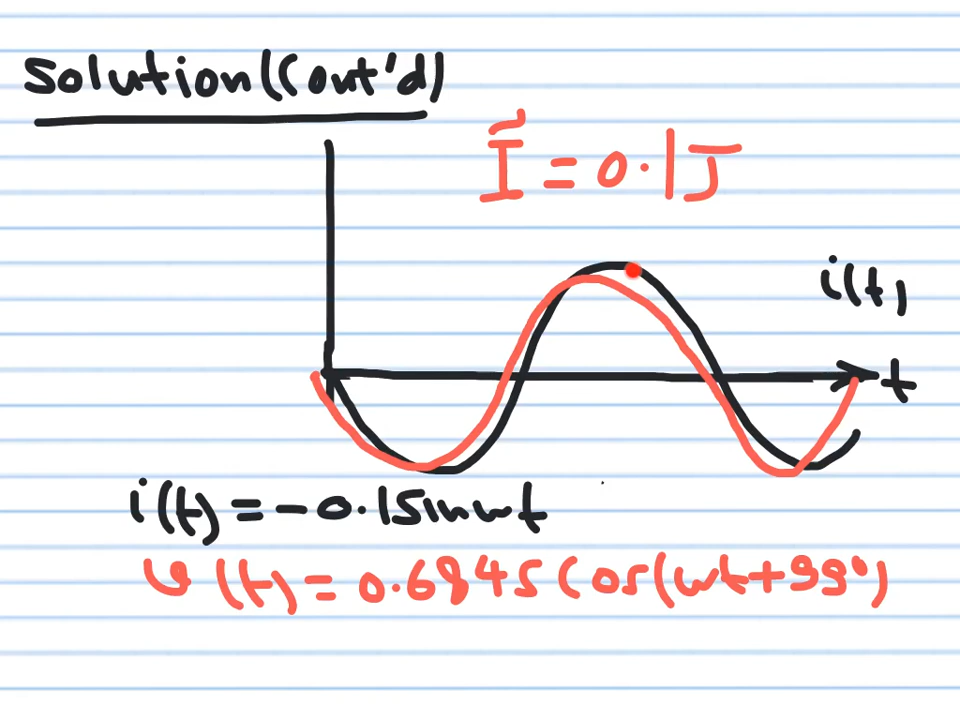 Solution (Cont'd)
Ĩ = 0.1J
i(t)
t
i(t) = -0.1sinωt
v(t) = 0.6845 Cos(ωt+99°)